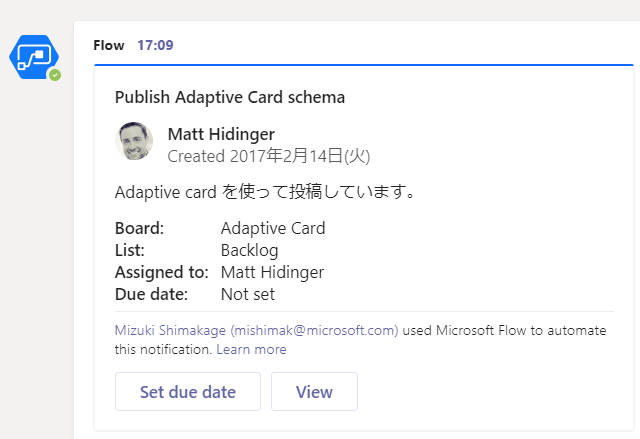 Flow 17:09
Publish Adaptive Card schema
Matt Hidinger
Created 2017年2月14日(火)
Adaptive card を使って投稿しています。
Board: Adaptive Card
List: Backlog
Assigned to: Matt Hidinger
Due date: Not set
Mizuki Shimakage (mishimak@microsoft.com) used Microsoft Flow to automate
this notification. Learn more
Set due date View